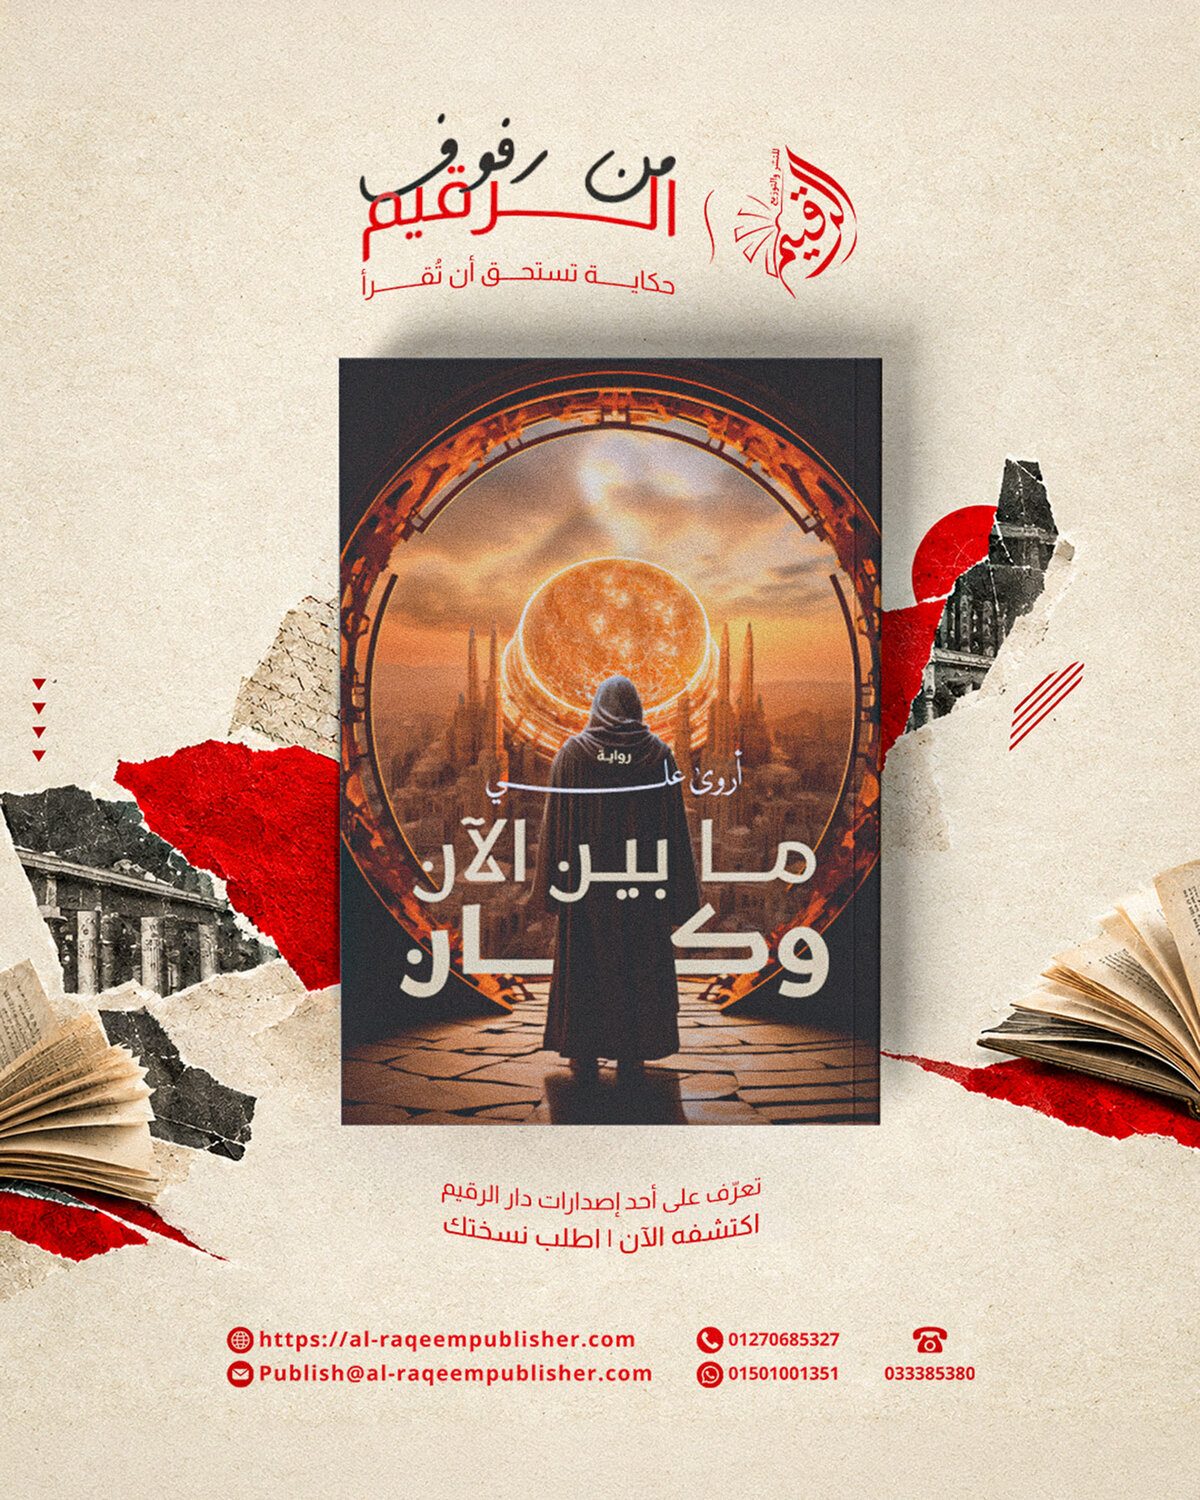 من رفوف
الرقيم
حكاية تستحق أن تُقرأ
الرقيم
للنشر والتوزيع
رواية
أروى علي
ما بين الآن
وكان
تعرّف على أحد إصدارات دار الرقيم
اكتشفه الآن | اطلب نسختك
https://al-raqeempublisher.com
01270685327
Publish@al-raqeempublisher.com
01501001351
033385380